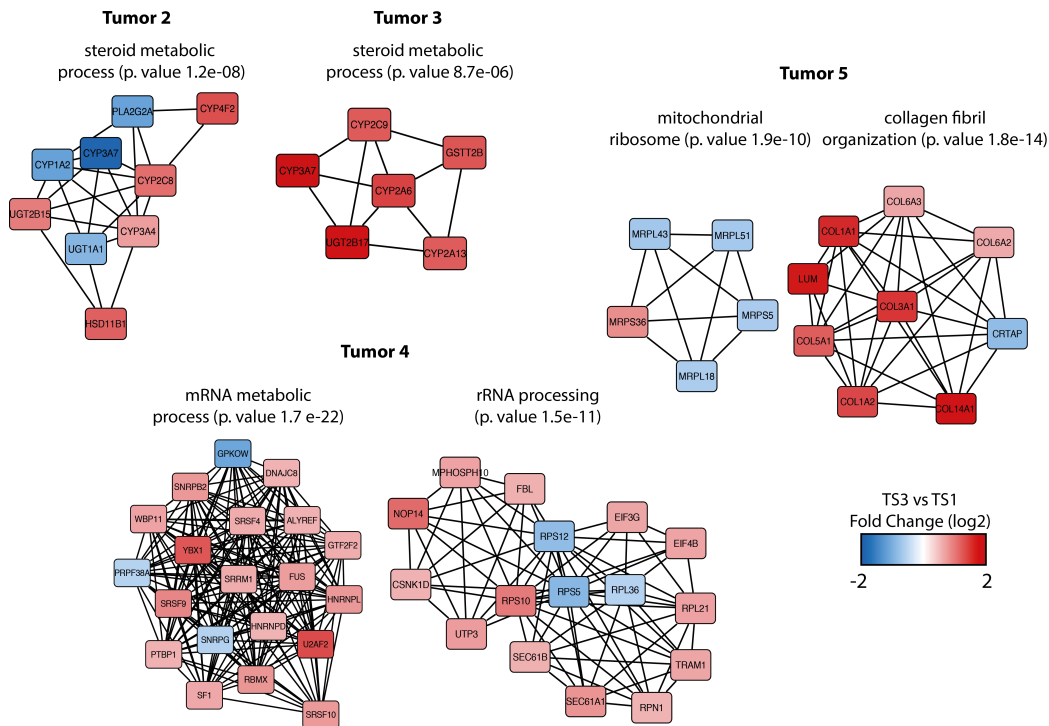 Tumor 2
steroid metabolic
process (p. value 1.2e-08)
PLA2G2A
CYP4F2
CYP3A7
CYP1A2
CYP2C8
UGT2B15
CYP3A4
UGT1A1
HSD11B1
Tumor 3
steroid metabolic
process (p. value 8.7e-06)
CYP2C9
GSTT2B
CYP3A7
CYP2A6
UGT2B17
CYP2A13
Tumor 5
mitochondrial
ribosome (p. value 1.9e-10)
MRPL43
MRPL51
MRPS36
MRPS5
MRPL18
collagen fibril
organization (p. value 1.8e-14)
COL6A3
COL1A1
COL6A2
LUM
COL3A1
COL5A1
CRTAP
COL1A2
COL14A1
Tumor 4
mRNA metabolic
process (p. value 1.7 e-22)
GPKOW
DNAJC8
SNRPB2
WBP11
SRSF4
ALYREF
GTF2F2
YBX1
PRPF38A
SRRM1
FUS
HNRNPL
SRSF9
HNRNPD
SNRPG
U2AF2
PTBP1
RBMX
SF1
SRSF10
rRNA processing
(p. value 1.5e-11)
MPHOSPH10
FBL
NOP14
EIF3G
RPS12
EIF4B
CSNK1D
RPS5
RPL36
RPS10
RPL21
UTP3
SEC61B
TRAM1
SEC61A1
RPN1
TS3 vs TS1
Fold Change (log2)
-2
2